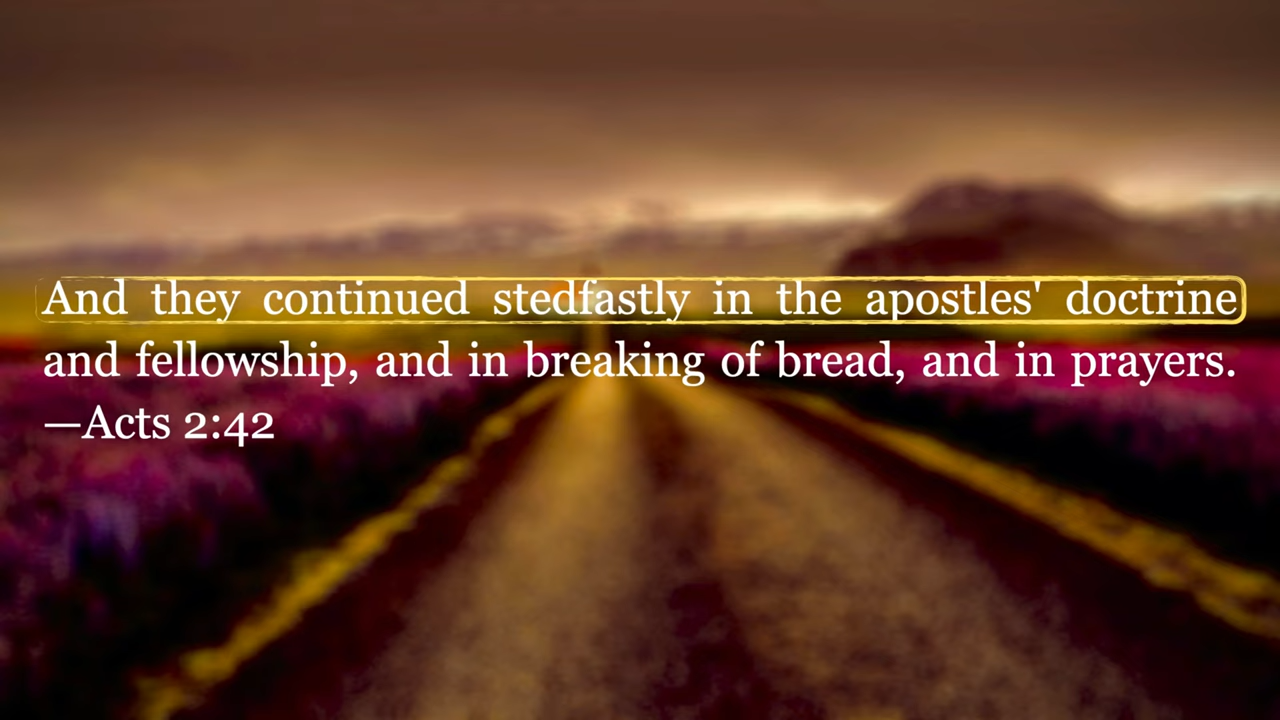 And they continued stedfastly in the apostles' doctrine
and fellowship, and in breaking of bread, and in prayers.
—Acts 2:42